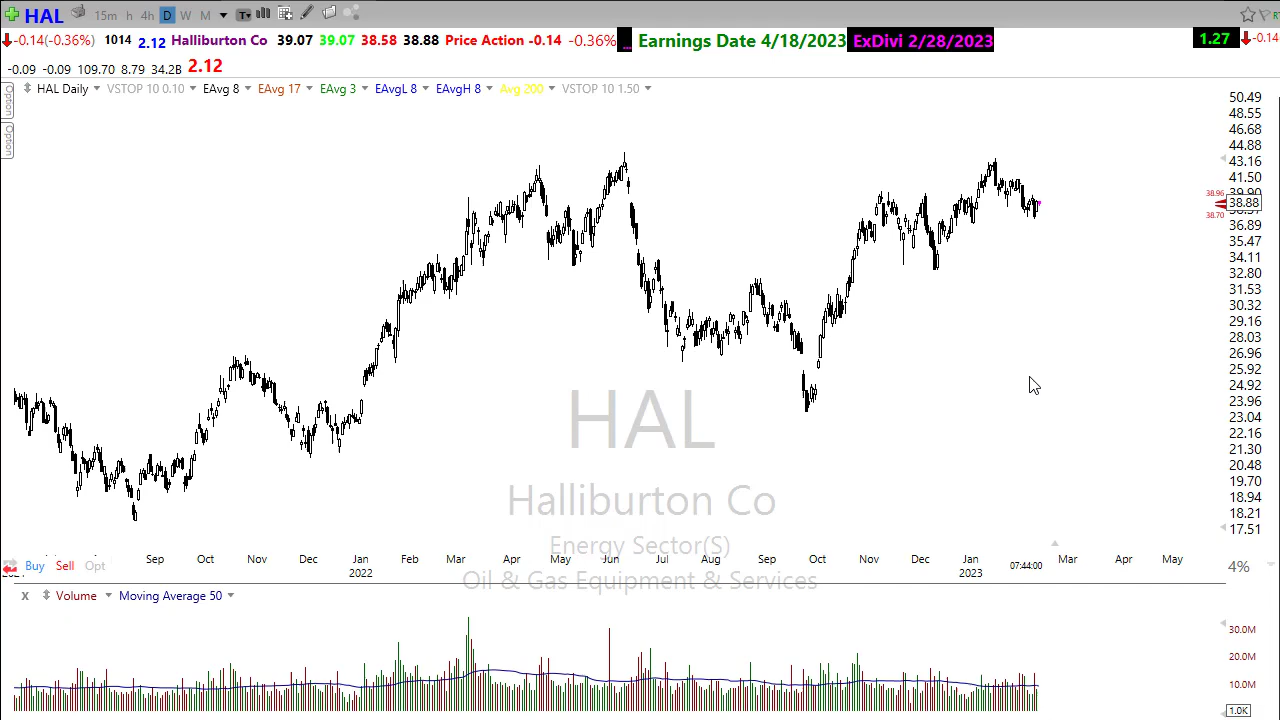 HAL 15m h 4h D W M T
-0.14(-0.36%) 1014 2.12 Halliburton Co 39.07 39.07 38.58 38.88 Price Action -0.14 -0.36% ... Earnings Date 4/18/2023 ExDivi 2/28/2023 1.27 -0.14
-0.09 -0.09 109.70 8.79 34.2B 2.12
Option
Option
HAL Daily VSTOP 10 0.10 EAvg 8 EAvg 17 EAvg 3 EAvgL 8 EAvgH 8 Avg 200 VSTOP 10 1.50
50.49
48.55
46.68
44.88
43.16
41.50
39.90
38.96
38.88
38.70
36.89
35.47
34.11
32.80
31.53
30.32
29.16
28.03
26.96
25.92
24.92
23.96
23.04
22.16
21.30
20.48
19.70
18.94
18.21
17.51
HAL
Halliburton Co
Energy Sector(S)
Oil & Gas Equipment & Services
Sep Oct Nov Dec Jan Feb Mar Apr May Jun Jul Aug Sep Oct Nov Dec Jan Mar Apr May
Buy Sell Opt 2022 2023 07:44:00 4%
x Volume Moving Average 50
30.0M
20.0M
10.0M
1.0K